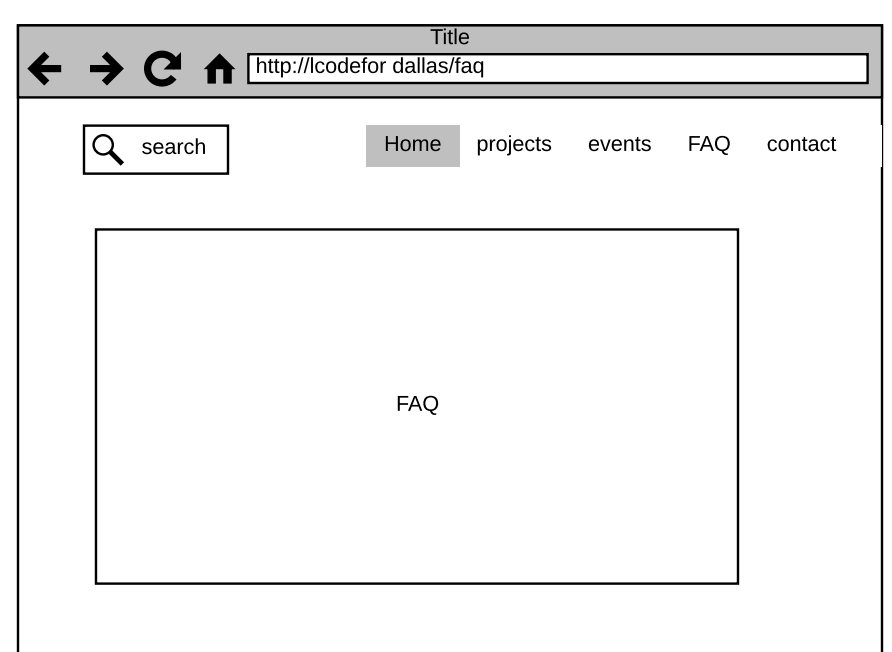 Title
http://lcodefor dallas/faq
search
Home projects events FAQ contact
FAQ